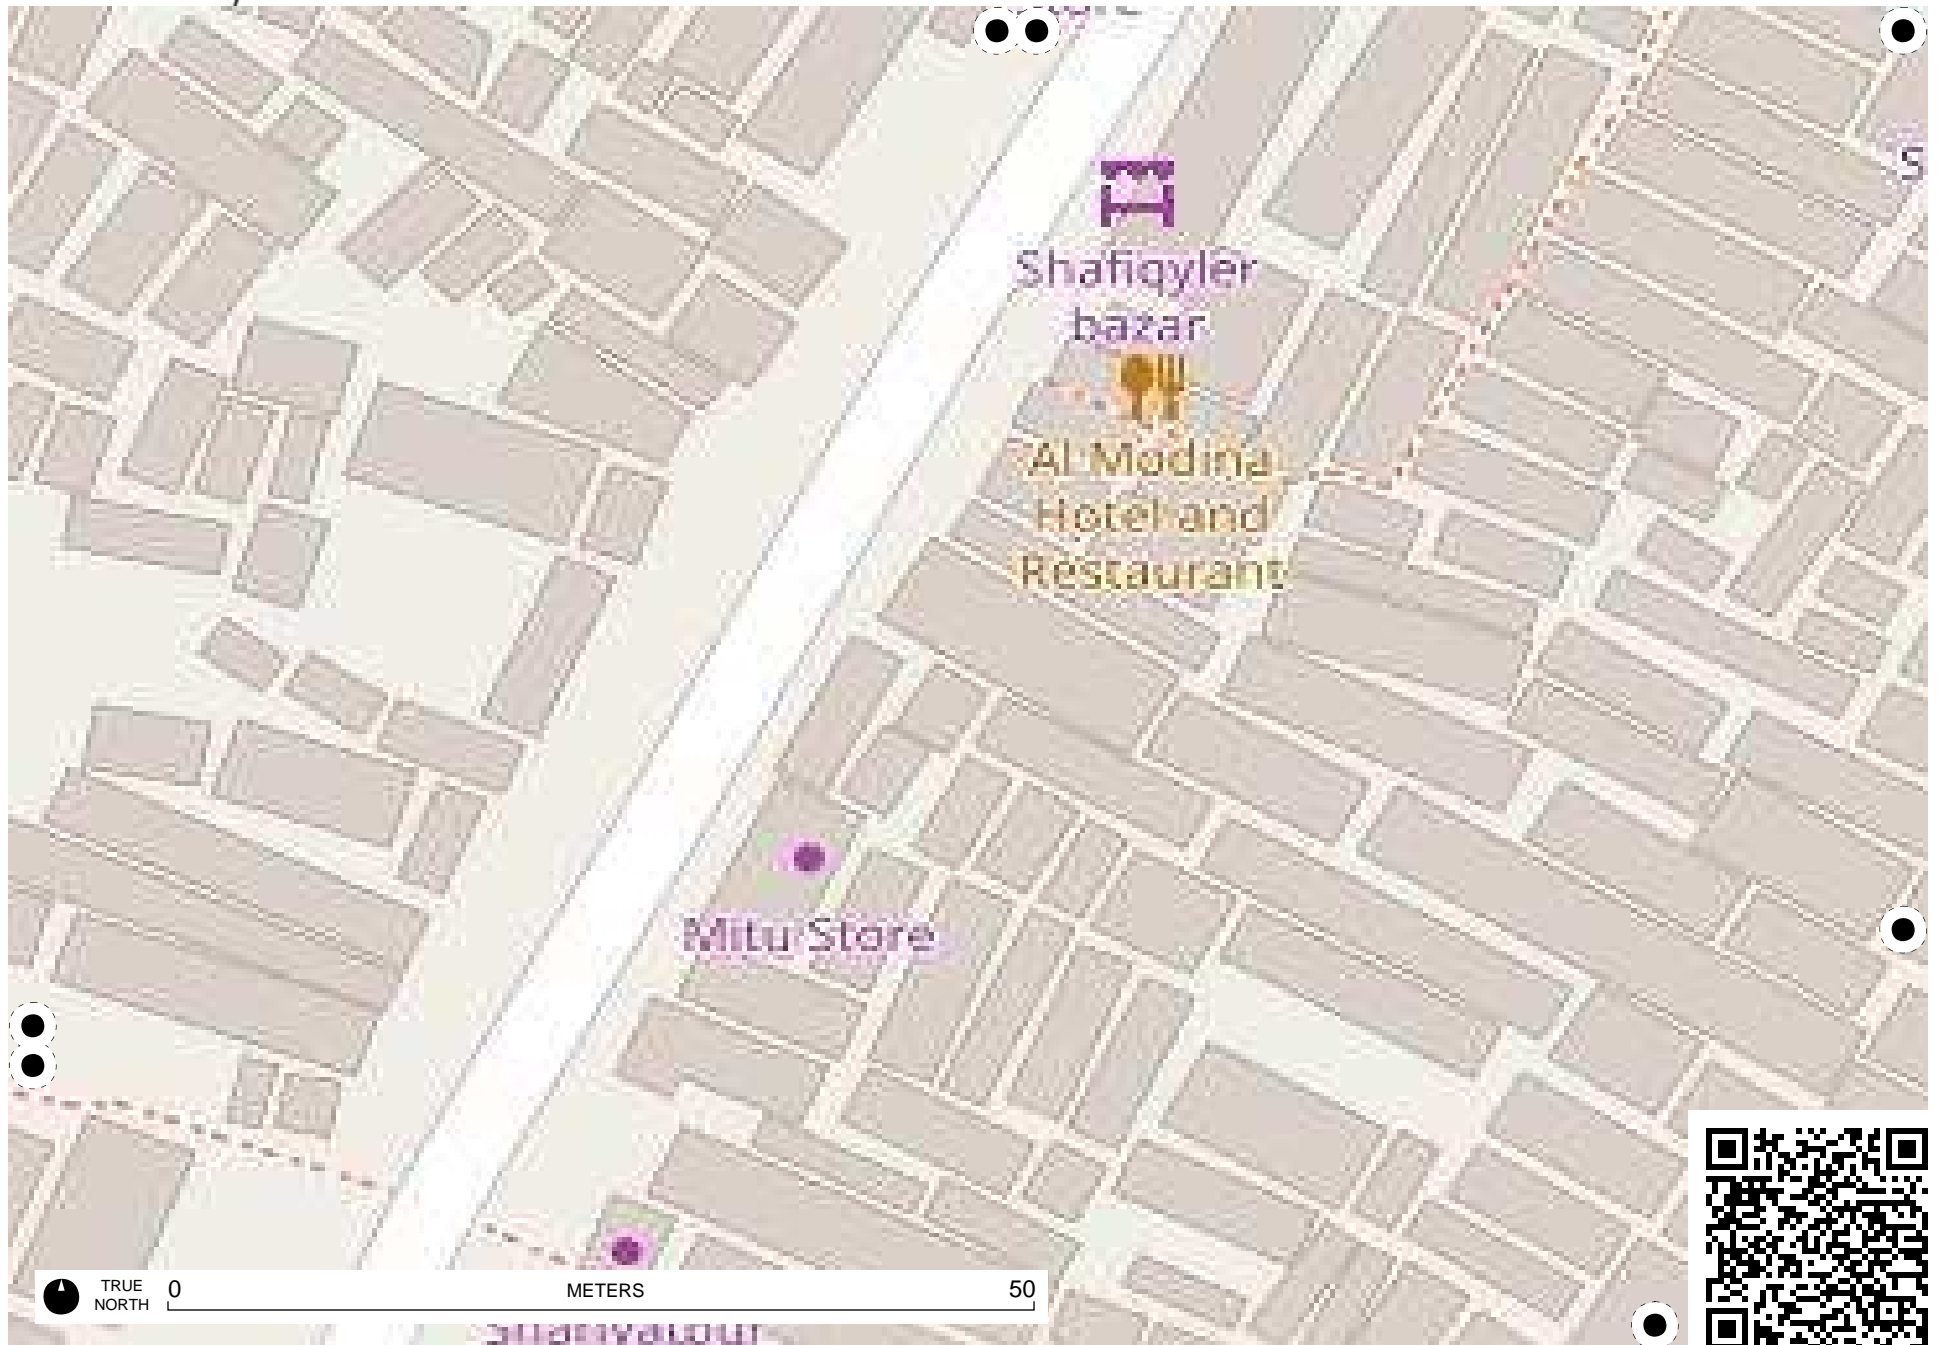 Shafiqyler
bazar
Al Modina
Hotel and
Restaurant
Mitu Store
TRUE
NORTH
0
METERS
50
S